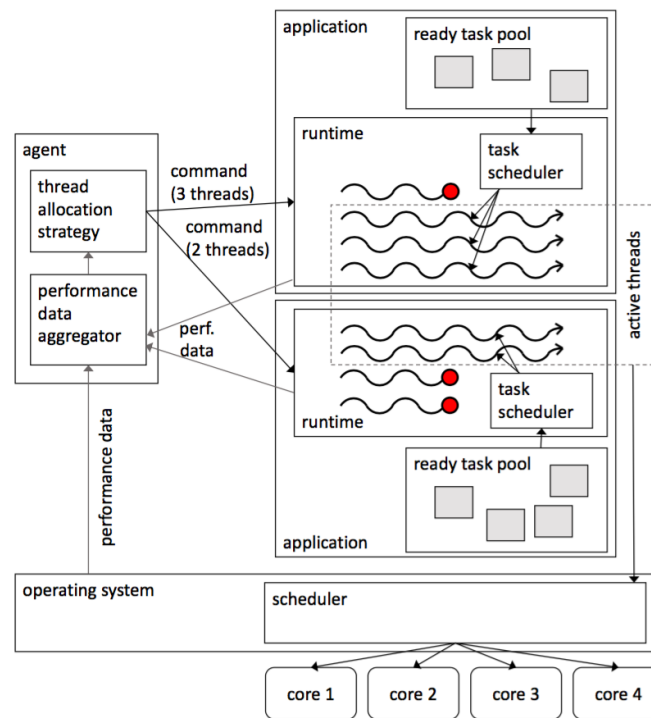 application
ready task pool
runtime
task
scheduler
agent
thread
allocation
strategy
command
(3 threads)
command
(2 threads)
performance
data
aggregator
perf.
data
active threads
task
scheduler
runtime
ready task pool
application
performance data
operating system
scheduler
core 1
core 2
core 3
core 4